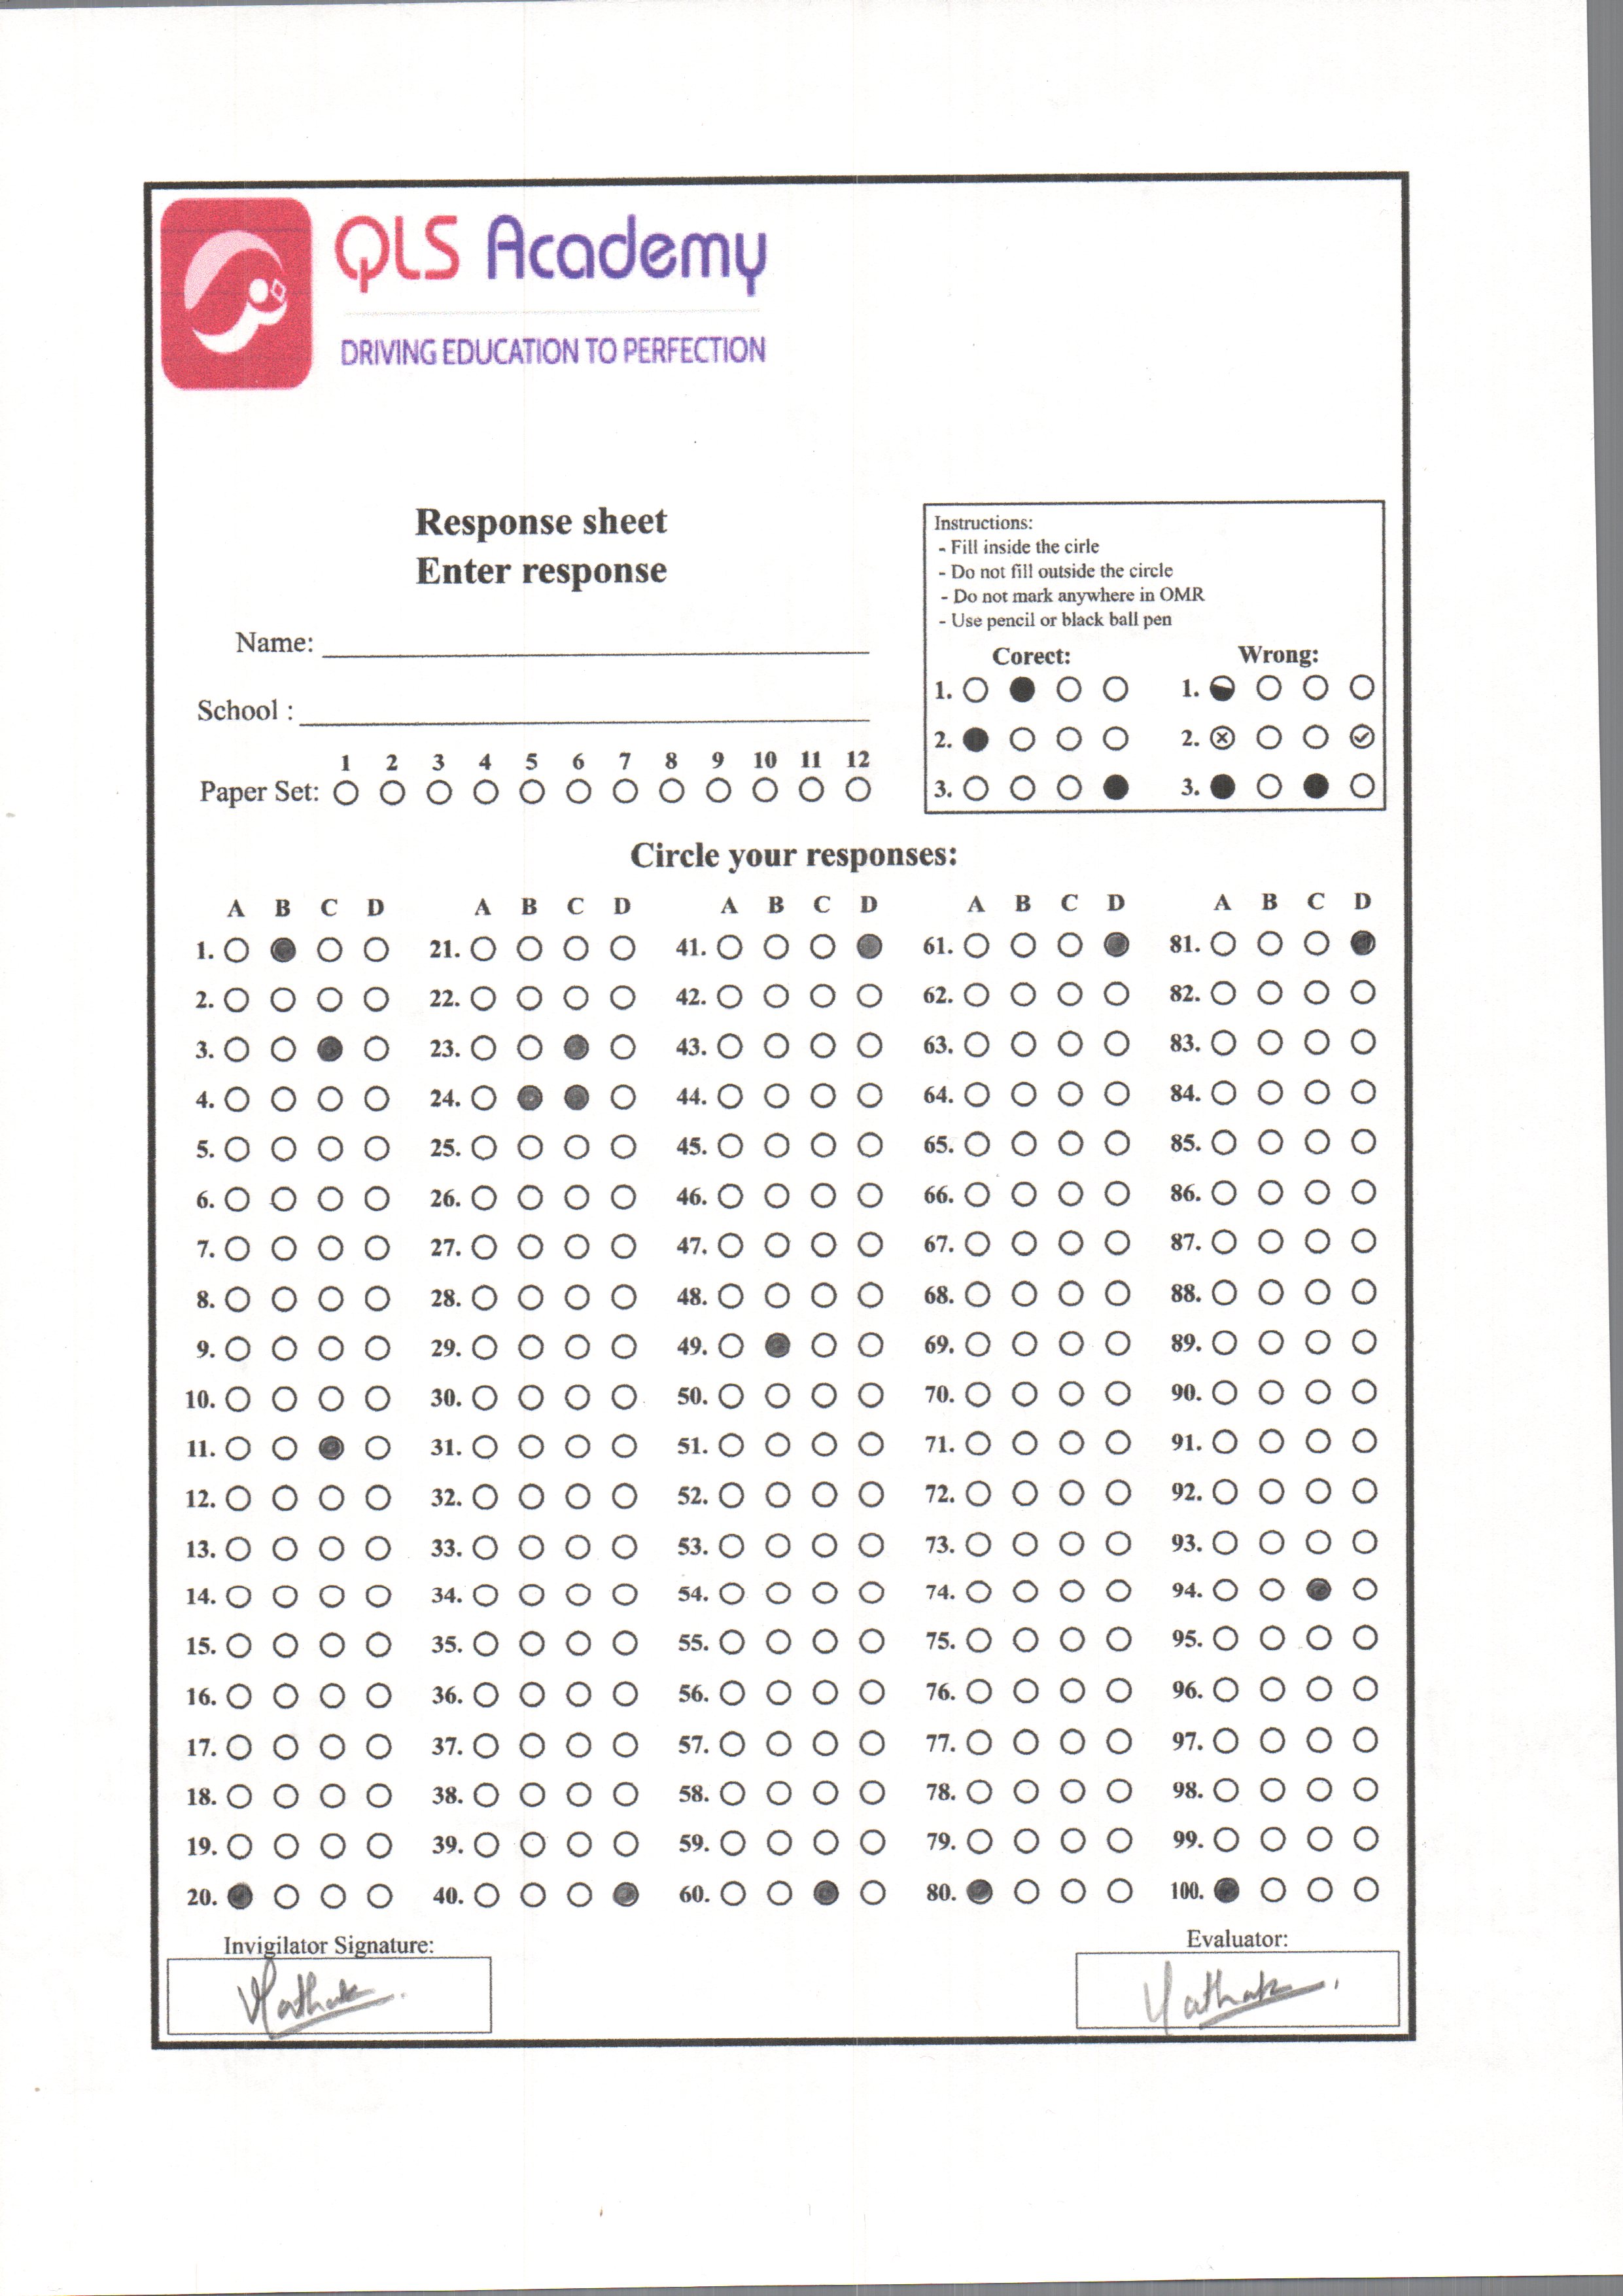 QLS Academy
DRIVING EDUCATION TO PERFECTION
Response sheet
Enter response
Name:
School :
1 2 3 4 5 6 7 8 9 10 11 12
Paper Set:
Instructions:
- Fill inside the cirle
- Do not fill outside the circle
- Do not mark anywhere in OMR
- Use pencil or black ball pen
Corect: Wrong:
1. 1.
2. 2.
3. 3.
Circle your responses:
A B C D A B C D A B C D A B C D A B C D
1. 21. 41. 61. 81.
2. 22. 42. 62. 82.
3. 23. 43. 63. 83.
4. 24. 44. 64. 84.
5. 25. 45. 65. 85.
6. 26. 46. 66. 86.
7. 27. 47. 67. 87.
8. 28. 48. 68. 88.
9. 29. 49. 69. 89.
10. 30. 50. 70. 90.
11. 31. 51. 71. 91.
12. 32. 52. 72. 92.
13. 33. 53. 73. 93.
14. 34. 54. 74. 94.
15. 35. 55. 75. 95.
16. 36. 56. 76. 96.
17. 37. 57. 77. 97.
18. 38. 58. 78. 98.
19. 39. 59. 79. 99.
20. 40. 60. 80. 100.
Invigilator Signature: Evaluator: